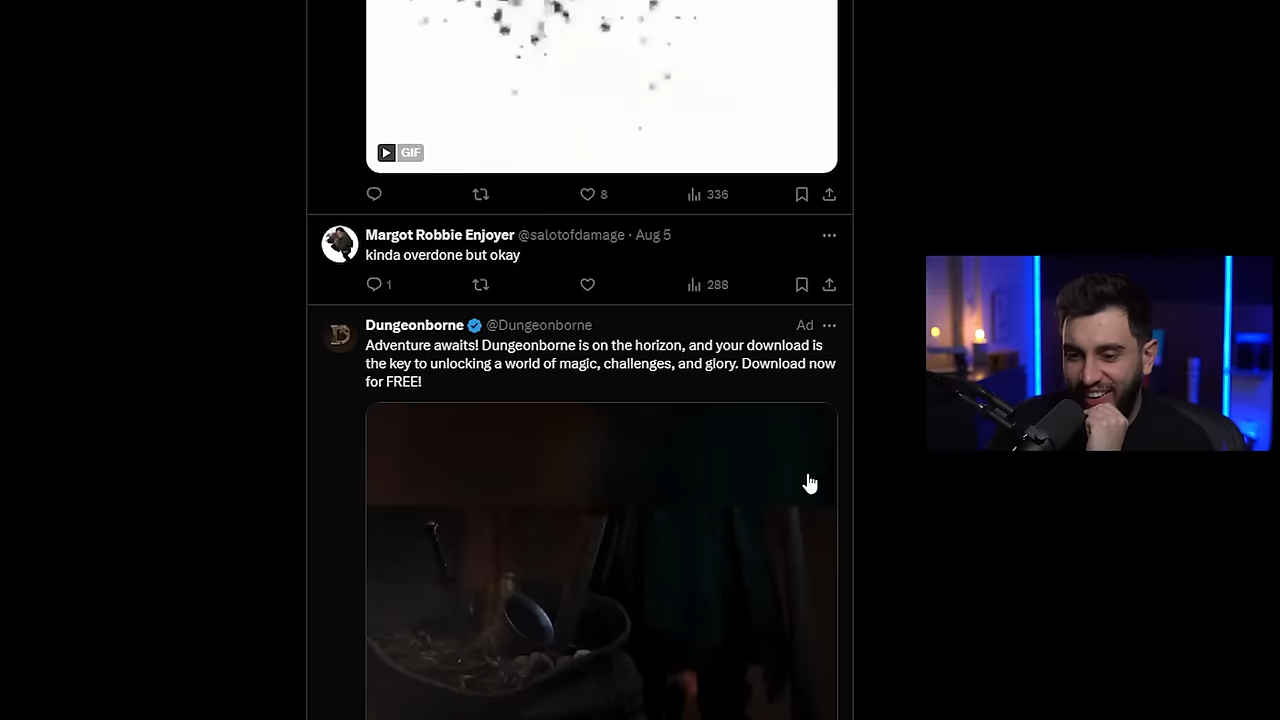 GIF
8
336
Margot Robbie Enjoyer @salotofdamage · Aug 5
kinda overdone but okay
1
288
Dungeonborne @Dungeonborne
Ad
Adventure awaits! Dungeonborne is on the horizon, and your download is
the key to unlocking a world of magic, challenges, and glory. Download now
for FREE!